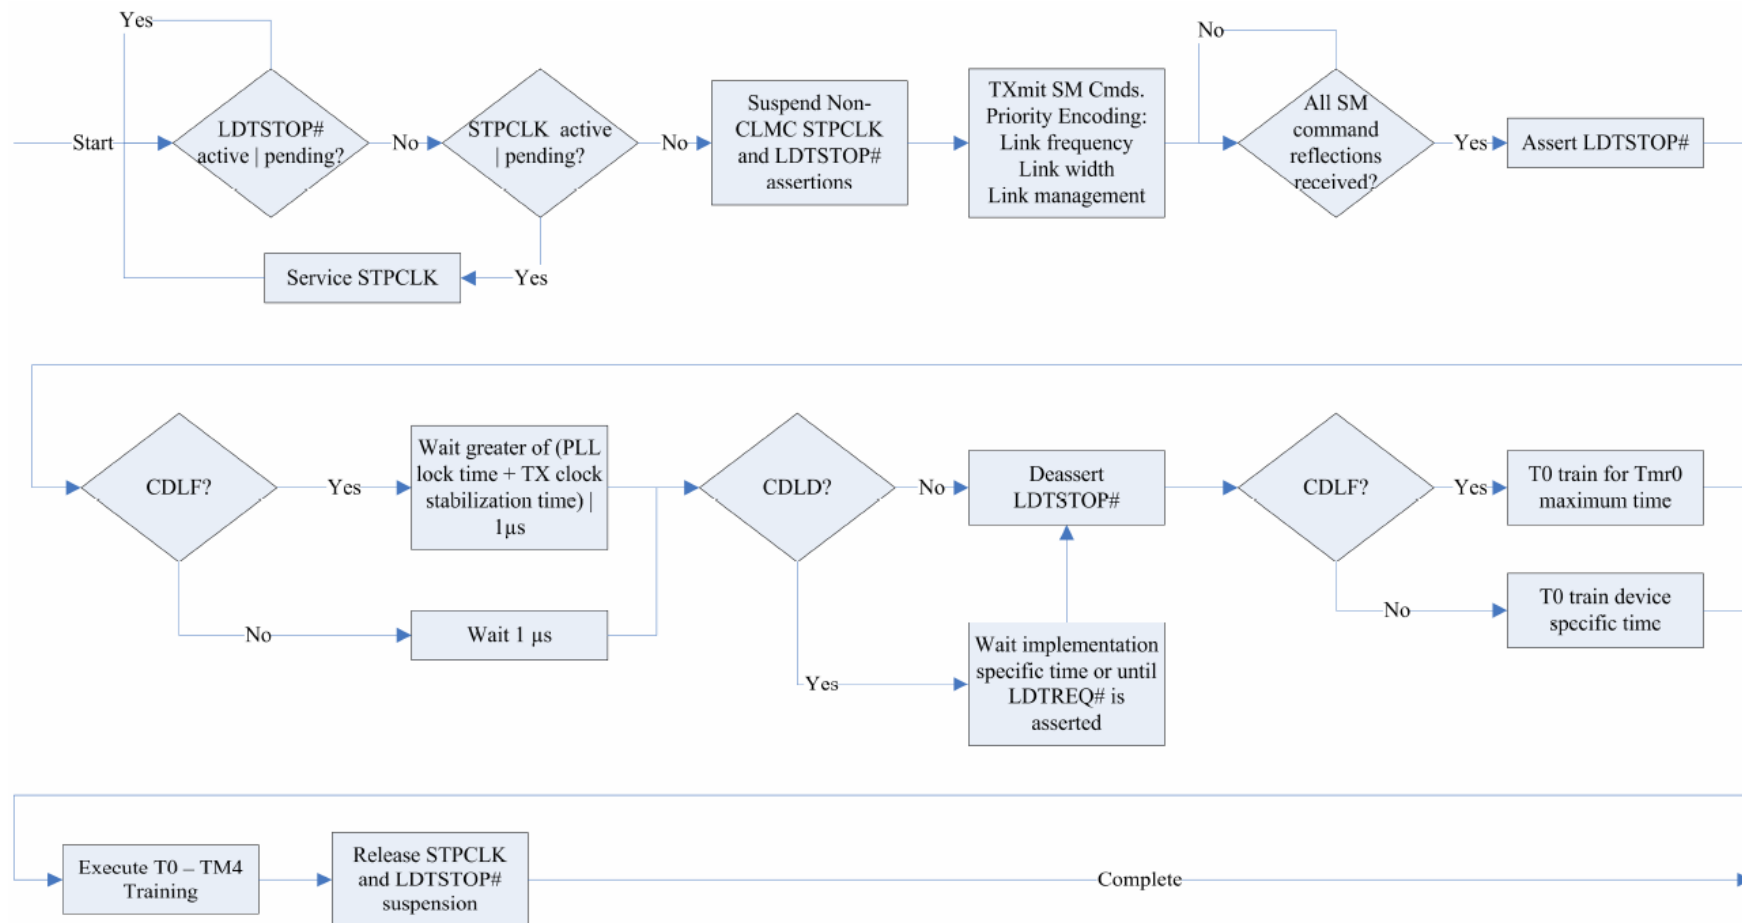 Yes
Start
LDTSTOP#
active | pending?
No
STPCLK  active
| pending?
No
Suspend Non-
CLMC STPCLK
and LDTSTOP#
assertions
TXmit SM Cmds.
Priority Encoding:
Link frequency
Link width
Link management
No
All SM
command
reflections
received?
Yes
Assert LDTSTOP#
Service STPCLK
Yes
CDLF?
Yes
Wait greater of (PLL
lock time + TX clock
stabilization time) |
1µs
No
Wait 1 µs
CDLD?
No
Deassert
LDTSTOP#
Yes
Wait implementation
specific time or until
LDTREQ# is
asserted
CDLF?
Yes
T0 train for Tmr0
maximum time
No
T0 train device
specific time
Execute T0 – TM4
Training
Release STPCLK
and LDTSTOP#
suspension
Complete